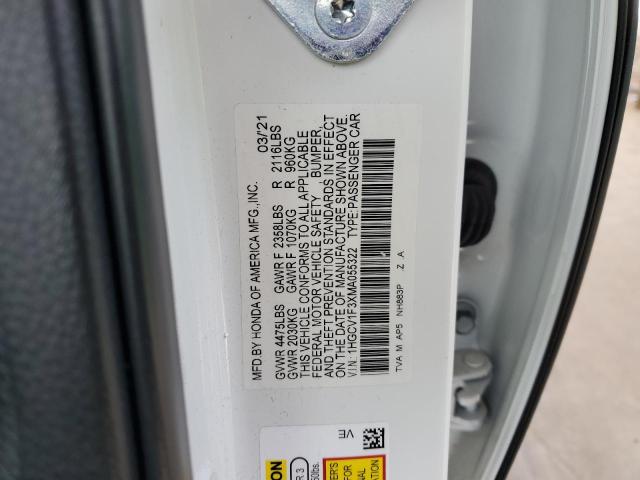 MFD.BY HONDA OF AMERICA MFG.,INC. 03/'21
GVWR 4475LBS GAWR F 2358LBS R 2116LBS
GVWR 2030KG GAWR F 1070KG R 960KG
THIS VEHICLE CONFORMS TO ALL APPLICABLE
FEDERAL MOTOR VEHICLE SAFETY, BUMPER,
AND THEFT PREVENTION STANDARDS IN EFFECT
ON THE DATE OF MANUFACTURE SHOWN ABOVE.
V.I.N: 1HGCV1F3XMA055322 TYPE:PASSENGER CAR
TVA M AP5 NH883P Z A
VE